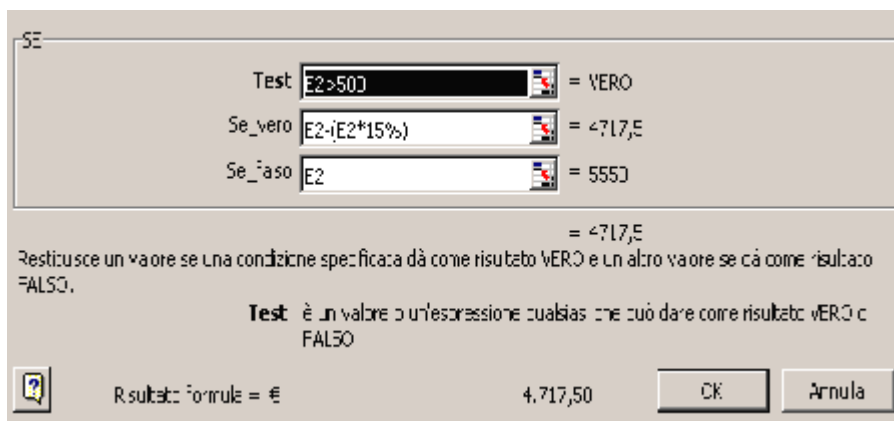 SE
Test E2>500 = VERO
Se_vero E2-(E2*15%) = 4717,5
Se_falso E2 = 5550
= 4717,5
Restituisce un valore se una condizione specificata dà come risultato VERO e un altro valore se dà come risultato
FALSO.
Test è un valore o un'espressione qualsiasi che può dare come risultato VERO o
FALSO
Risultato formula = € 4.717,50 OK Annulla